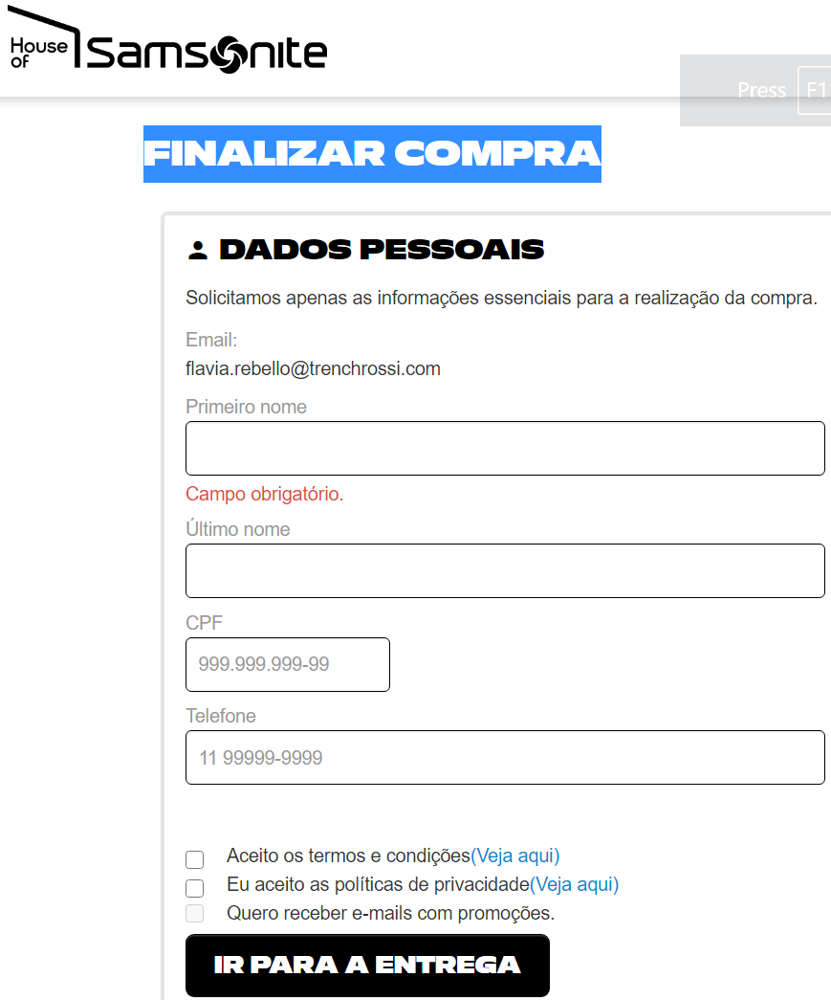 House of Samsonite
Press F11
FINALIZAR COMPRA
DADOS PESSOAIS
Solicitamos apenas as informações essenciais para a realização da compra.
Email:
flavia.rebello@trenchrossi.com
Primeiro nome
Campo obrigatório.
Último nome
CPF
999.999.999-99
Telefone
11 99999-9999
Aceito os termos e condições(Veja aqui)
Eu aceito as políticas de privacidade(Veja aqui)
Quero receber e-mails com promoções.
IR PARA A ENTREGA